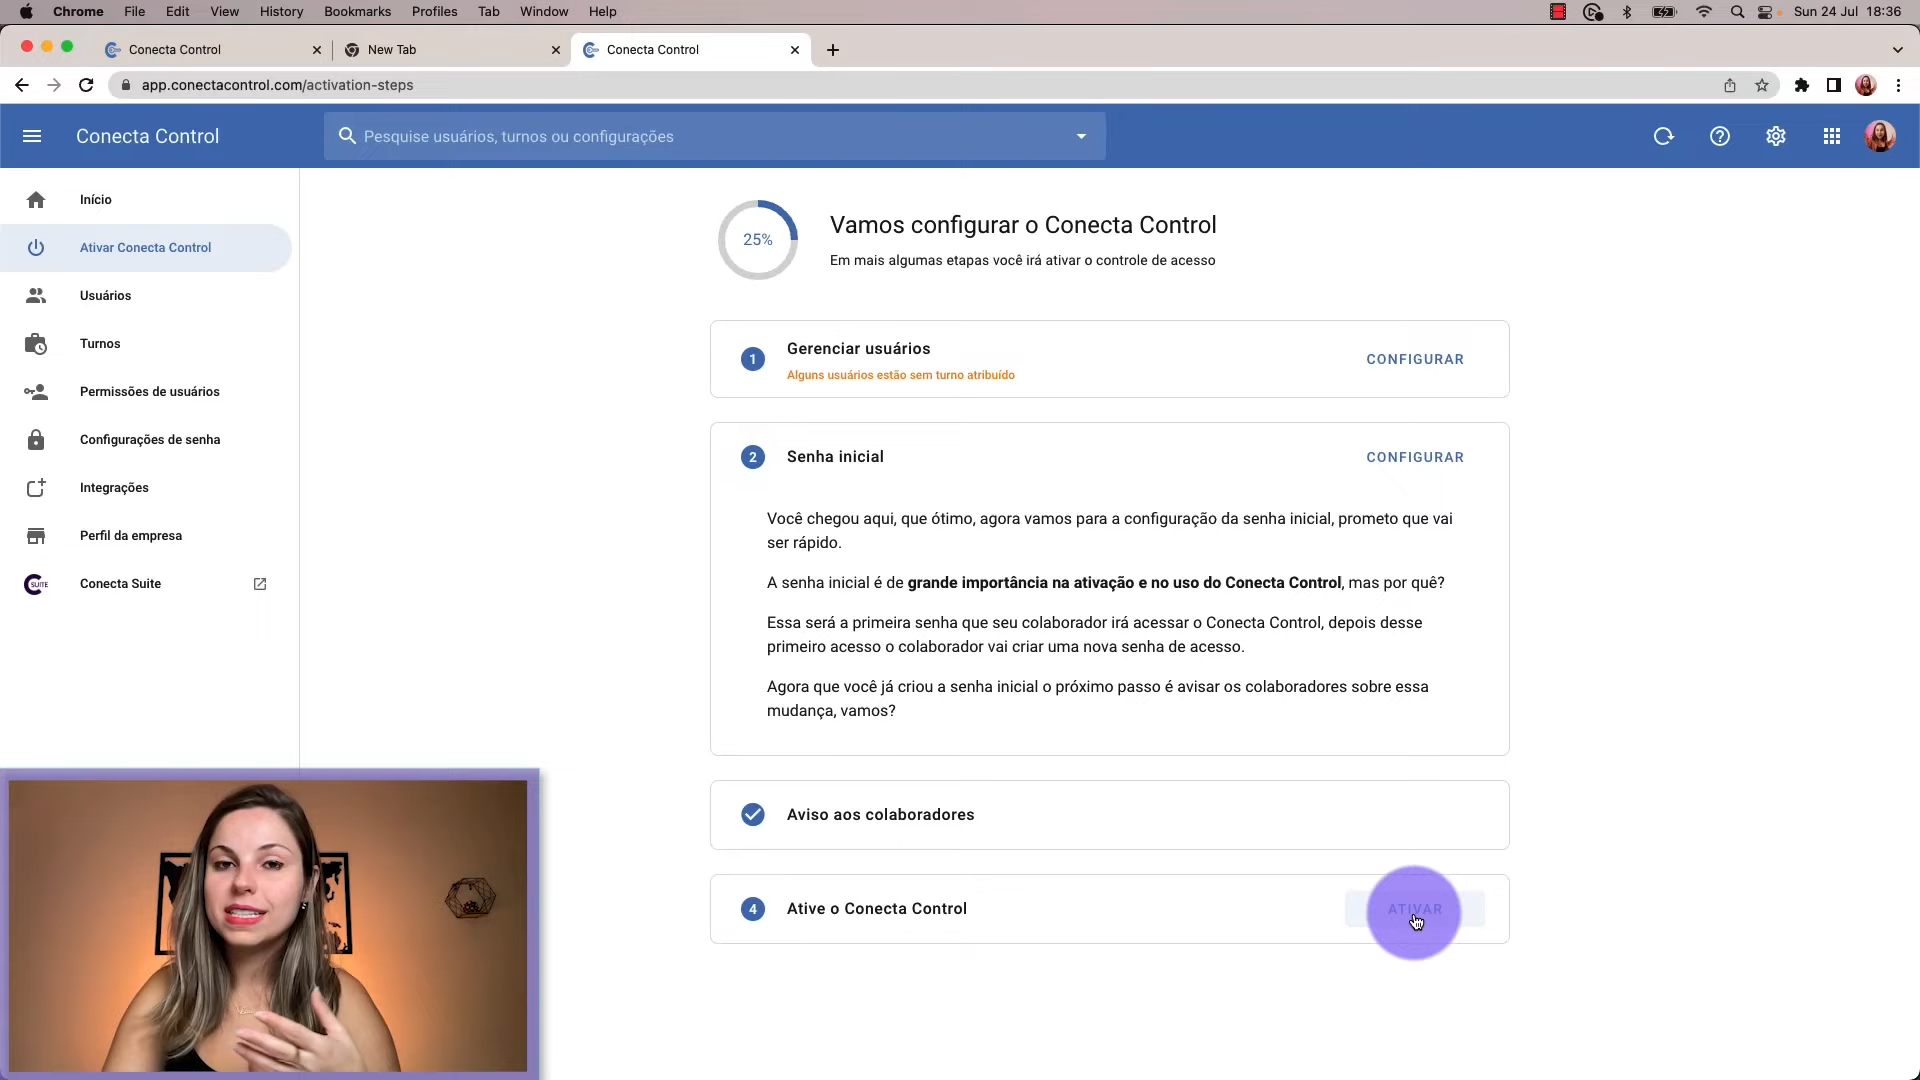 Chrome File Edit View History Bookmarks Profiles Tab Window Help Sun 24 Jul 18:36
Conecta Control New Tab Conecta Control
app.conectacontrol.com/activation-steps
Conecta Control
Pesquise usuários, turnos ou configurações
Início
Ativar Conecta Control
Usuários
Turnos
Permissões de usuários
Configurações de senha
Integrações
Perfil da empresa
SUITE Conecta Suite
25%
Vamos configurar o Conecta Control
Em mais algumas etapas você irá ativar o controle de acesso
1 Gerenciar usuários CONFIGURAR
Alguns usuários estão sem turno atribuído
2 Senha inicial CONFIGURAR
Você chegou aqui, que ótimo, agora vamos para a configuração da senha inicial, prometo que vai
ser rápido.
A senha inicial é de grande importância na ativação e no uso do Conecta Control, mas por quê?
Essa será a primeira senha que seu colaborador irá acessar o Conecta Control, depois desse
primeiro acesso o colaborador vai criar uma nova senha de acesso.
Agora que você já criou a senha inicial o próximo passo é avisar os colaboradores sobre essa
mudança, vamos?
Aviso aos colaboradores
4 Ative o Conecta Control ATIVAR